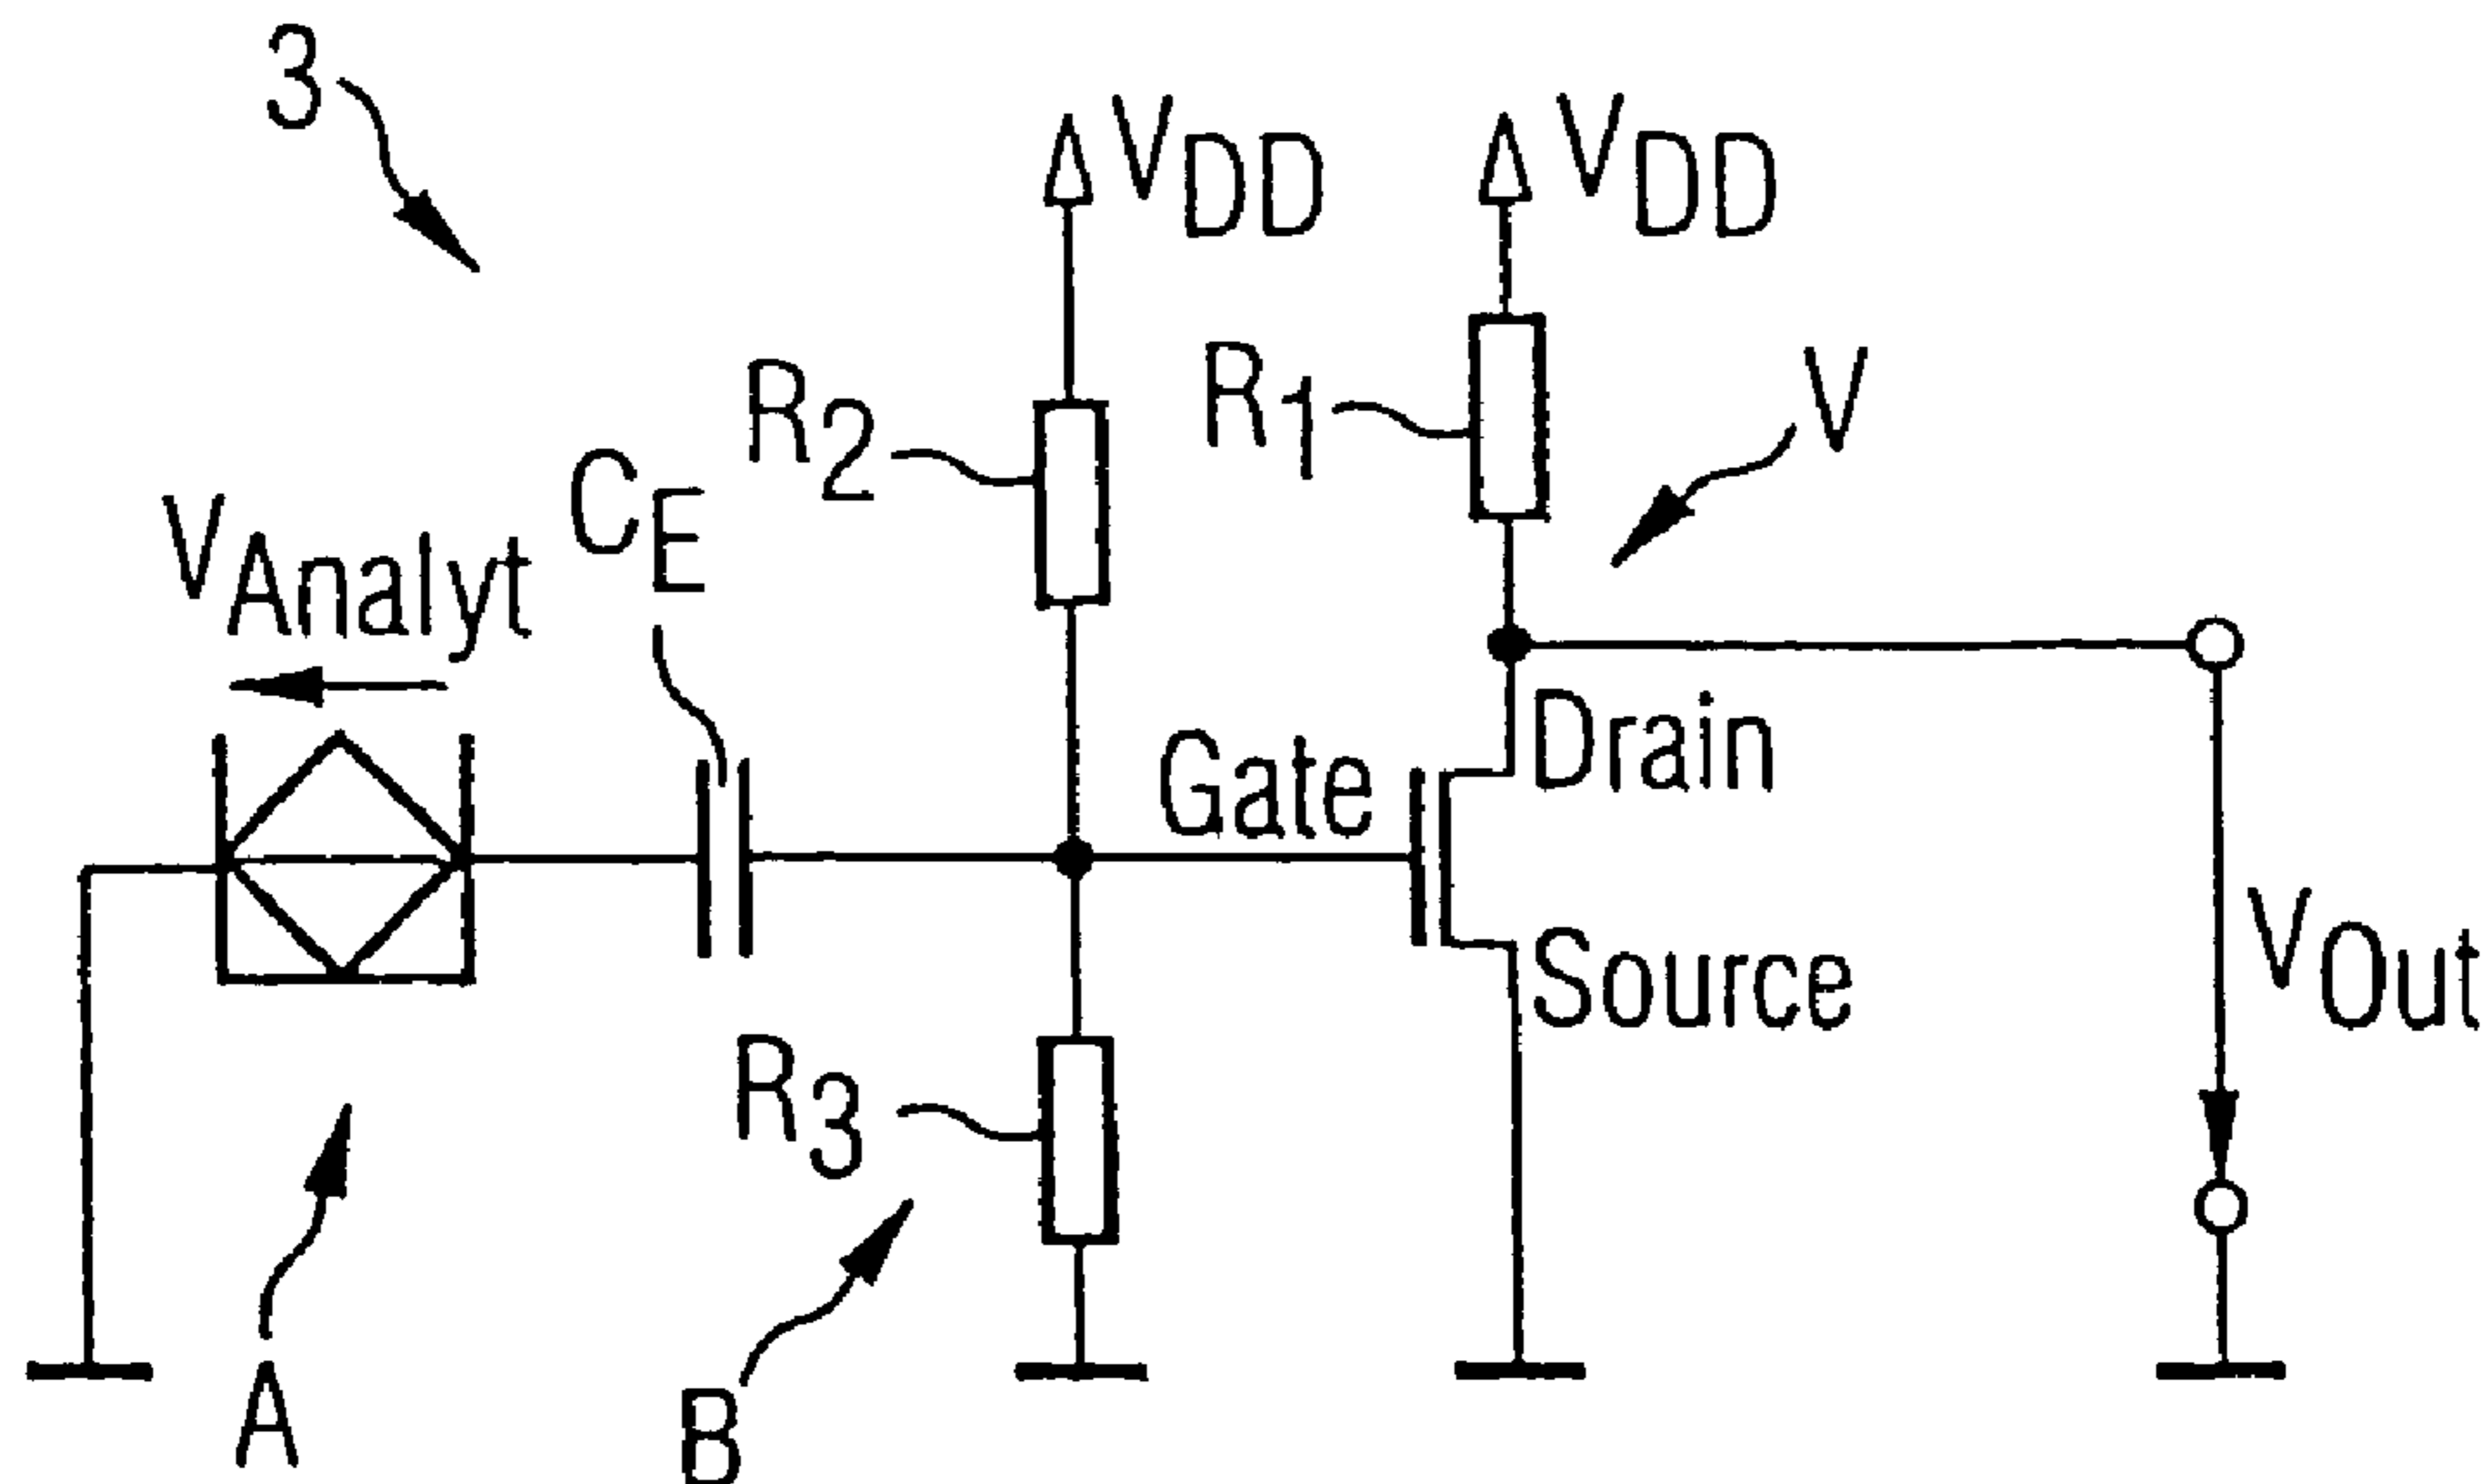 3
VDD
VDD
R1
V
R2
CE
VAnalyt
Drain
Gate
Source
VOut
R3
A
B